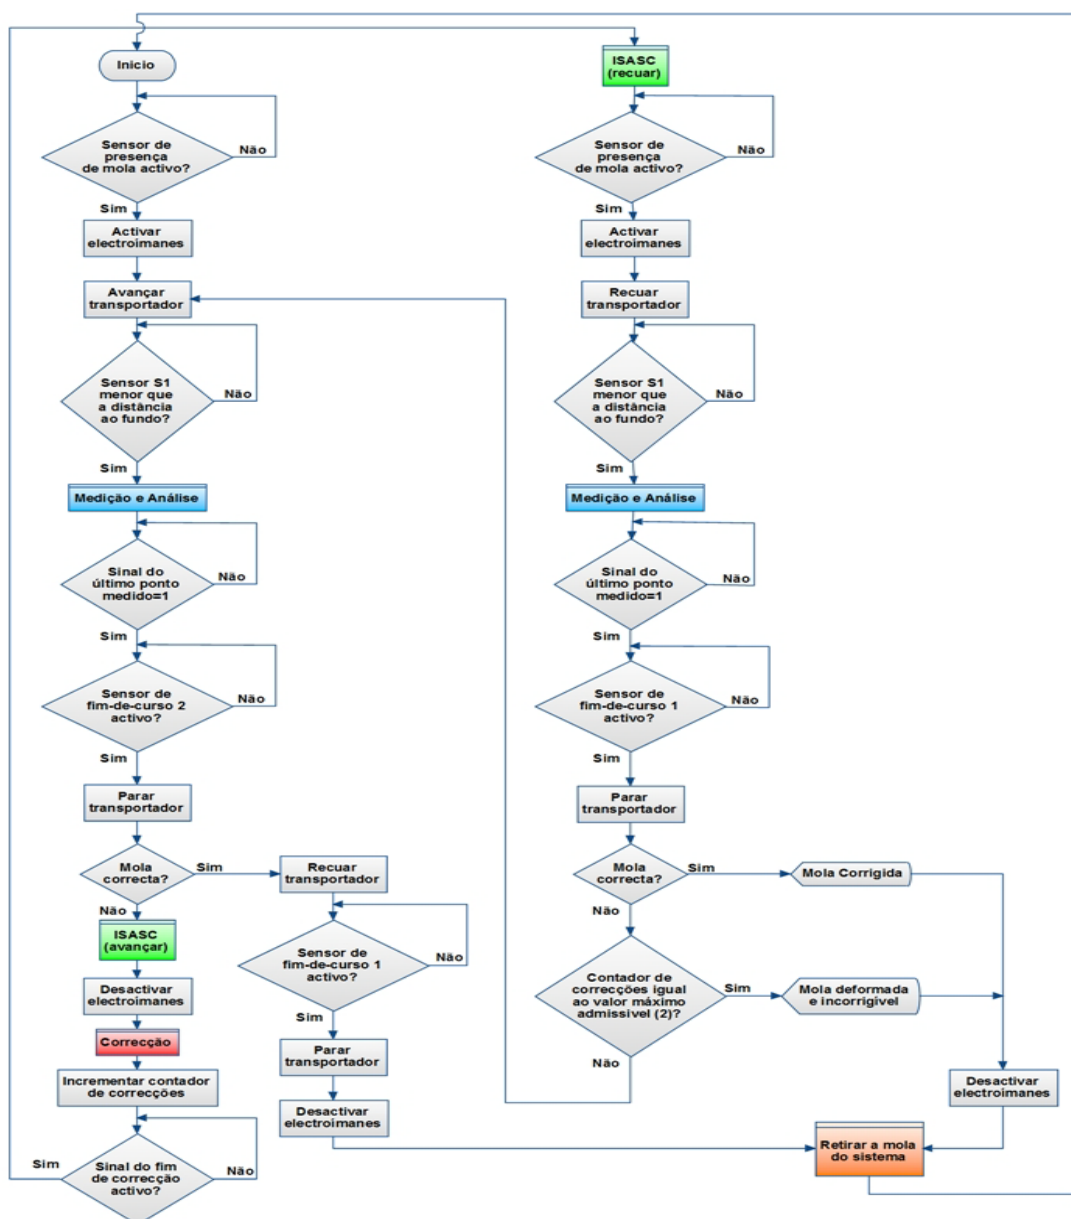 Inicio
Sensor de
presença
de mola activo?
Não
Sim
Activar
electroimanes
Avançar
transportador
Sensor S1
menor que
a distância
ao fundo?
Não
Sim
Medição e Análise
Sinal do
último ponto
medido=1
Não
Sim
Sensor de
fim-de-curso 2
activo?
Não
Sim
Parar
transportador
Mola
correcta?
Sim
Não
ISASC
(avançar)
Desactivar
electroimanes
Correcção
Incrementar contador
de correcções
Sinal do fim
de correcção
activo?
Sim
Não
Recuar
transportador
Sensor de
fim-de-curso 1
activo?
Não
Sim
Parar
transportador
Desactivar
electroimanes
ISASC
(recuar)
Sensor de
presença
de mola activo?
Não
Sim
Activar
electroimanes
Recuar
transportador
Sensor S1
menor que
a distância
ao fundo?
Não
Sim
Medição e Análise
Sinal do
último ponto
medido=1
Não
Sim
Sensor de
fim-de-curso 1
activo?
Não
Sim
Parar
transportador
Mola
correcta?
Sim
Não
Mola Corrigida
Contador de
correcções igual
ao valor máximo
admissivel (2)?
Sim
Não
Mola deformada
e incorrigível
Desactivar
electroimanes
Retirar a mola
do sistema